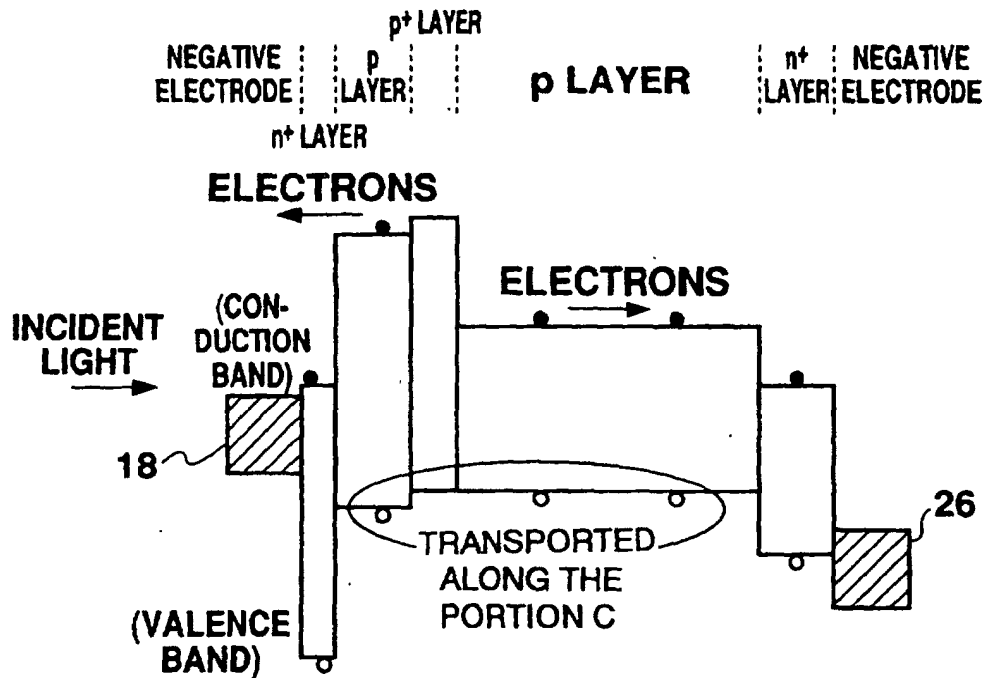 p+ LAYER
NEGATIVE
ELECTRODE
p
LAYER
p LAYER
n+
LAYER
NEGATIVE
ELECTRODE
n+ LAYER
ELECTRONS
ELECTRONS
INCIDENT
LIGHT
(CON-
DUCTION
BAND)
18
26
TRANSPORTED
ALONG THE
PORTION C
(VALENCE
BAND)